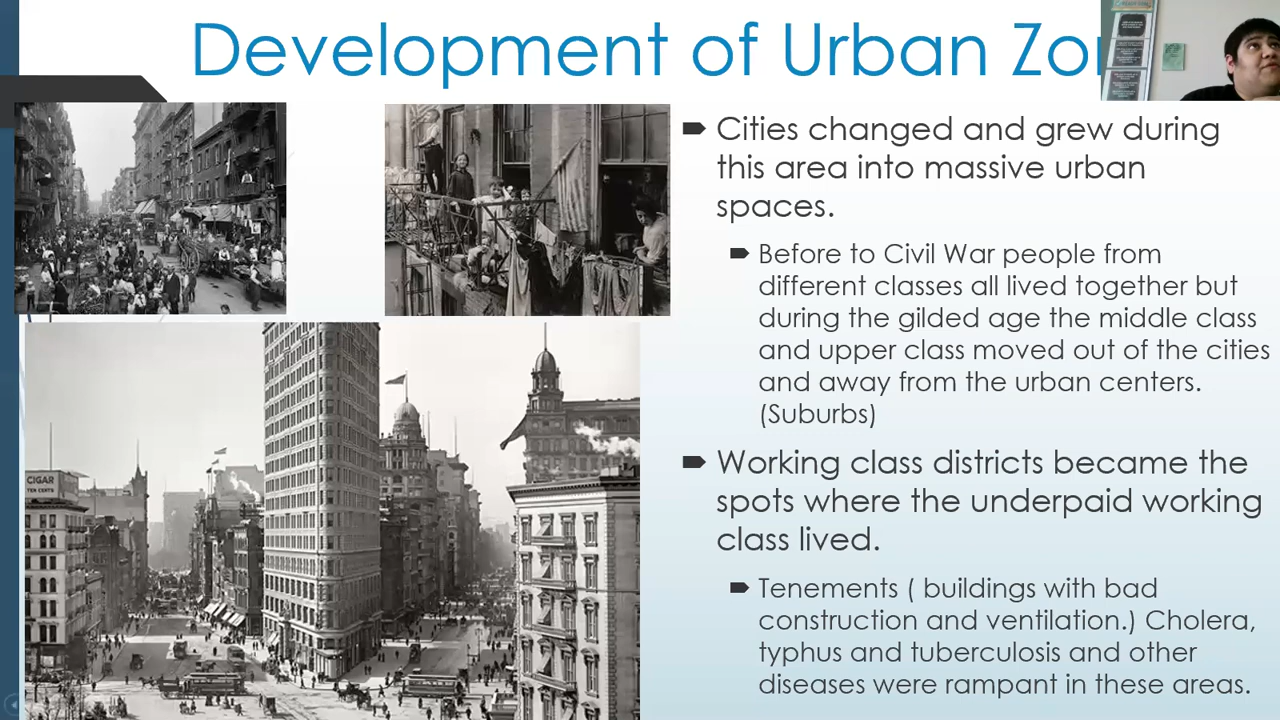 Development of Urban
Cities changed and grew during
this area into massive urban
spaces.
Before to Civil War people from
different classes all lived together but
during the gilded age the middle class
and upper class moved out of the cities
and away from the urban centers.
(Suburbs)
Working class districts became the
spots where the underpaid working
class lived.
Tenements ( buildings with bad
construction and ventilation.) Cholera,
typhus and tuberculosis and other
diseases were rampant in these areas.
CIGAR
TEN CENTS